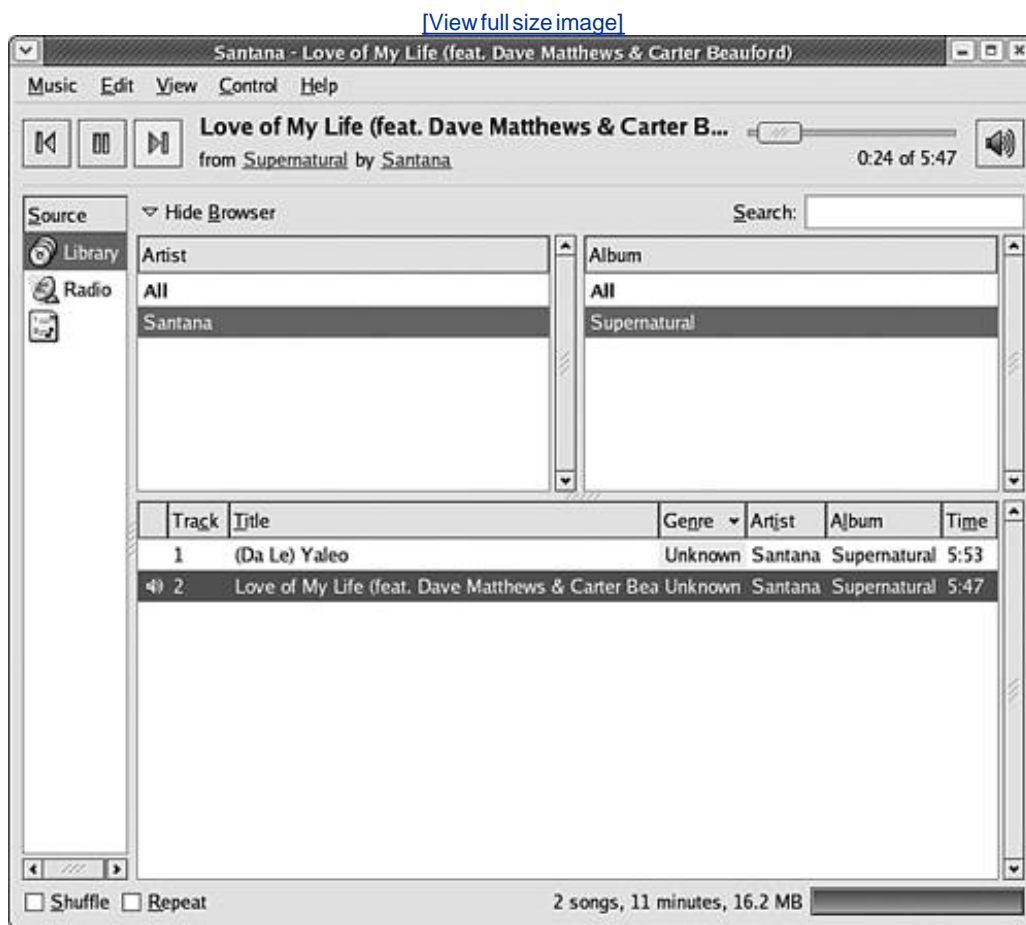 [View full size image]
Santana - Love of My Life (feat. Dave Matthews & Carter Beauford)
Music Edit View Control Help
Love of My Life (feat. Dave Matthews & Carter B...
from Supernatural by Santana
0:24 of 5:47
Source
Hide Browser
Search:
Library
Radio
Artist
All
Santana
Album
All
Supernatural
Track Title Genre Artist Album Time
1 (Da Le) Yaleo Unknown Santana Supernatural 5:53
2 Love of My Life (feat. Dave Matthews & Carter Bea Unknown Santana Supernatural 5:47
Shuffle Repeat 2 songs, 11 minutes, 16.2 MB